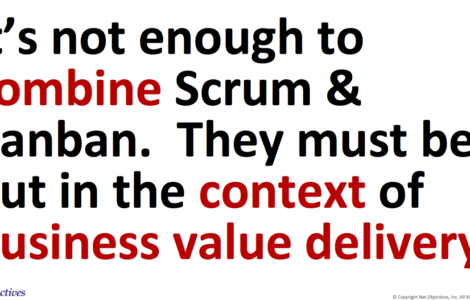 t's not enough to
ombine Scrum &
anban. They must be
ut in the context of
usiness value delivery
ctives
© Copyright Net Objectives, Inc. All R